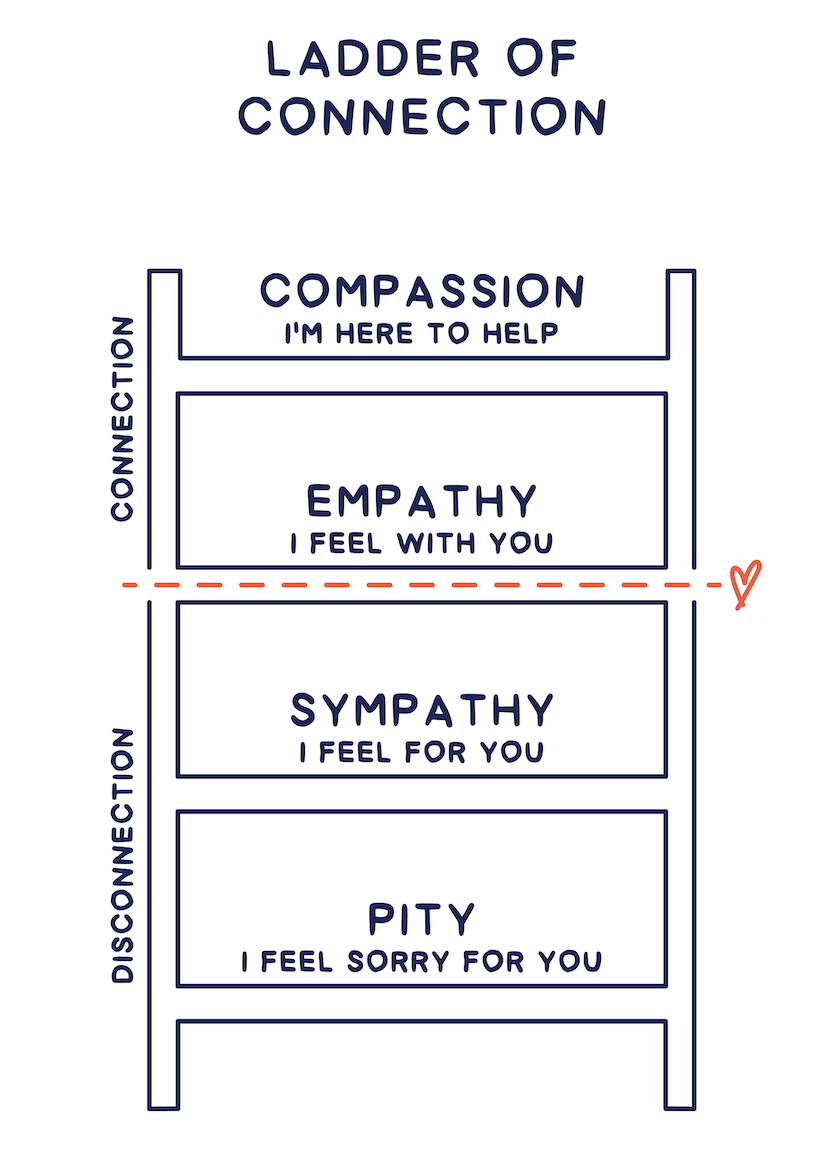 LADDER OF
CONNECTION
COMPASSION
I'M HERE TO HELP
CONNECTION
EMPATHY
I FEEL WITH YOU
SYMPATHY
I FEEL FOR YOU
DISCONNECTION
PITY
I FEEL SORRY FOR YOU